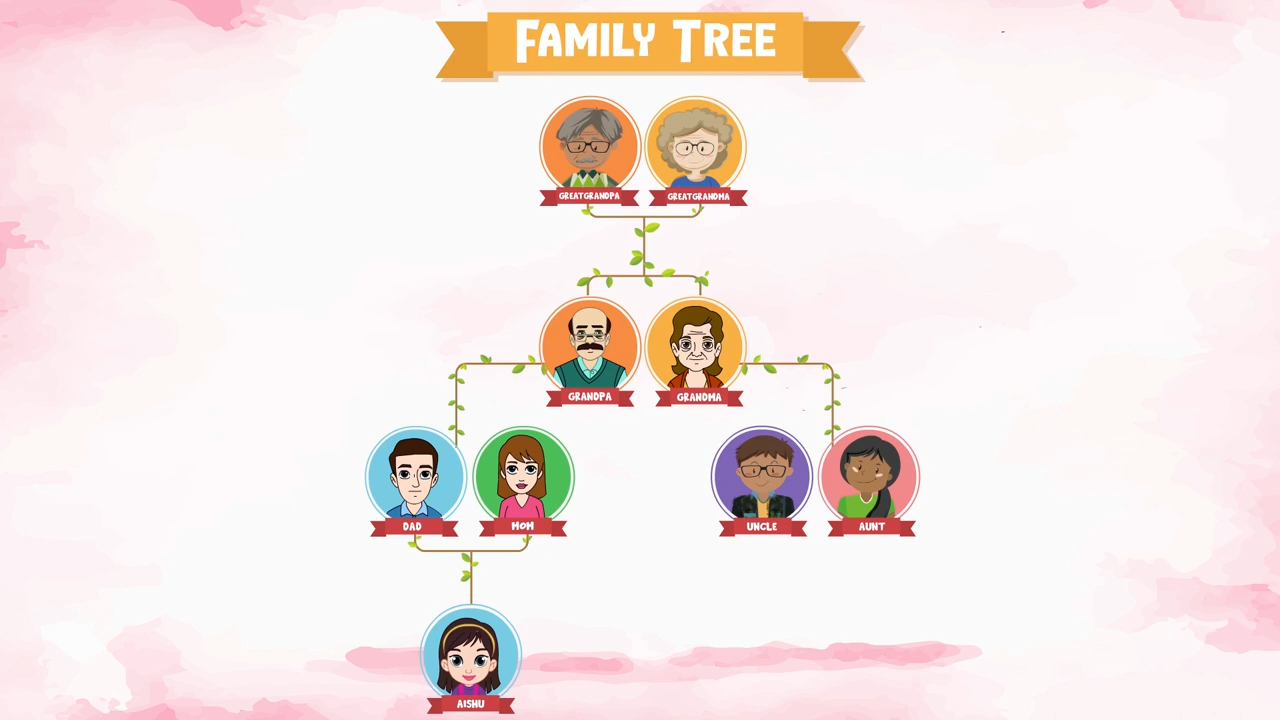 FAMILY TREE
GREATGRANDPA
GREATGRANDMA
GRANDPA
GRANDMA
DAD
MOM
UNCLE
AUNT
AISHU